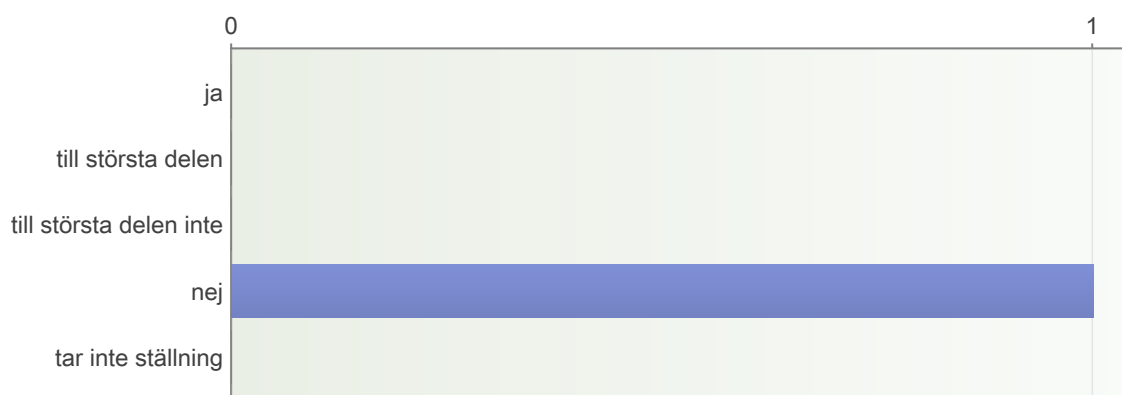 0 1
ja
till största delen
till största delen inte
nej
tar inte ställning